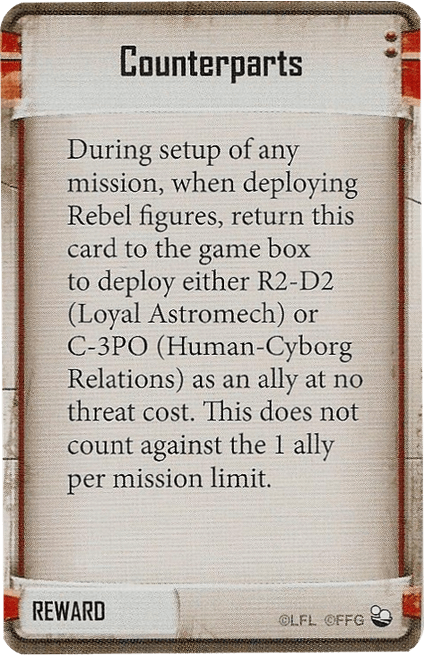 Counterparts
During setup of any
mission, when deploying
Rebel figures, return this
card to the game box
to deploy either R2-D2
(Loyal Astromech) or
C-3PO (Human-Cyborg
Relations) as an ally at no
threat cost. This does not
count against the 1 ally
per mission limit.
REWARD
©LFL ©FFG